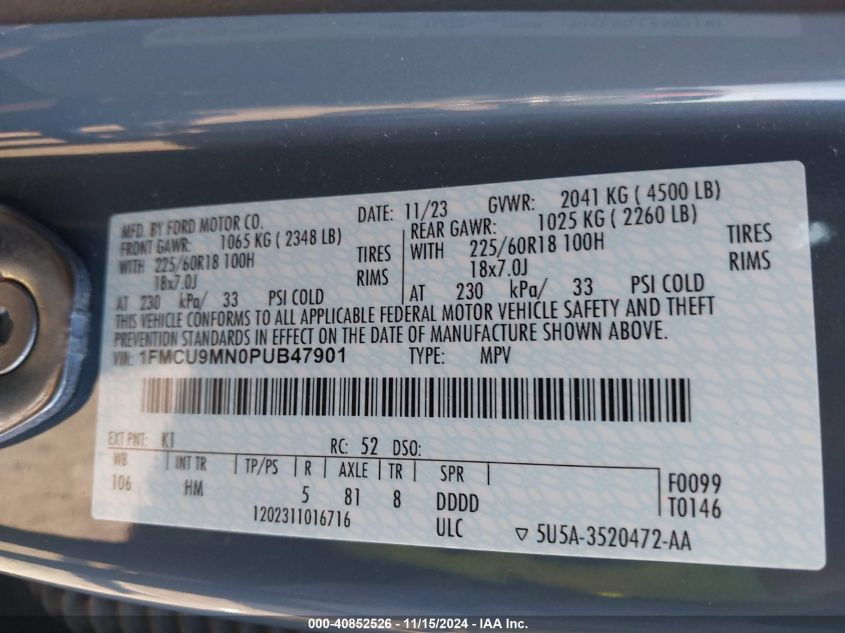 MFD. BY FORD MOTOR CO.
DATE: 11/23
GVWR: 2041 KG ( 4500 LB)
FRONT GAWR: 1065 KG ( 2348 LB)
WITH 225/60R18 100H TIRES
18x7.0J RIMS
AT 230 kPa/ 33 PSI COLD
REAR GAWR: 1025 KG ( 2260 LB)
WITH 225/60R18 100H TIRES
18x7.0J RIMS
AT 230 kPa/ 33 PSI COLD
THIS VEHICLE CONFORMS TO ALL APPLICABLE FEDERAL MOTOR VEHICLE SAFETY AND THEFT
PREVENTION STANDARDS IN EFFECT ON THE DATE OF MANUFACTURE SHOWN ABOVE.
VIN: 1FMCU9MN0PUB47901 TYPE: MPV
EXT PNT: K1 RC: 52 DSO:
WB INT TR TP/PS R AXLE TR SPR
106 HM 5 81 8 DDDD
F0099
T0146
1202311016716 ULC ▽ 5U5A-3520472-AA
000-40852526 - 11/15/2024 - IAA Inc.